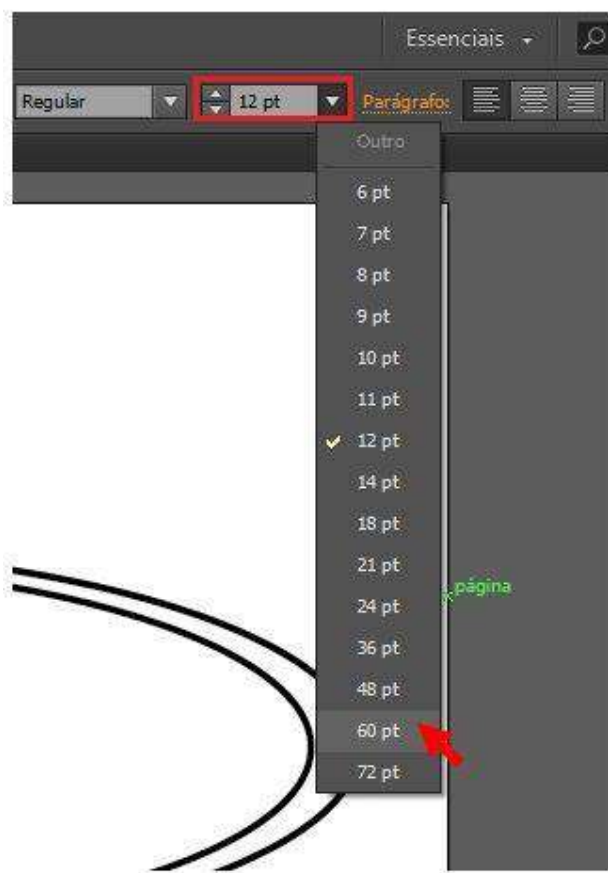 Essenciais
Regular 12 pt Parágrafo:
Outro
6 pt
7 pt
8 pt
9 pt
10 pt
11 pt
12 pt
14 pt
18 pt
21 pt
24 pt
36 pt
48 pt
60 pt
72 pt
página